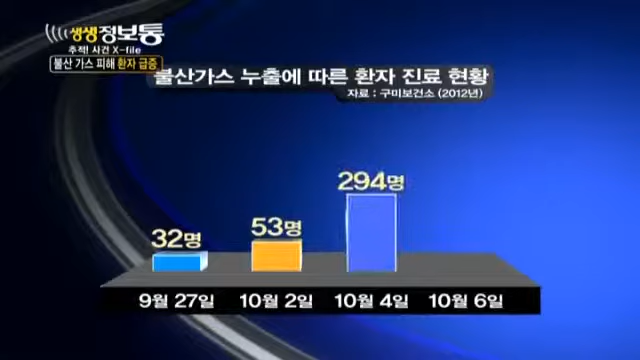 생생정보통
추적! 사건 X-file
불산 가스 피해 환자 급증
불산가스 누출에 따른 환자 진료 현황
자료 : 구미보건소 (2012년)
294명
53명
32명
9월 27일 10월 2일 10월 4일 10월 6일